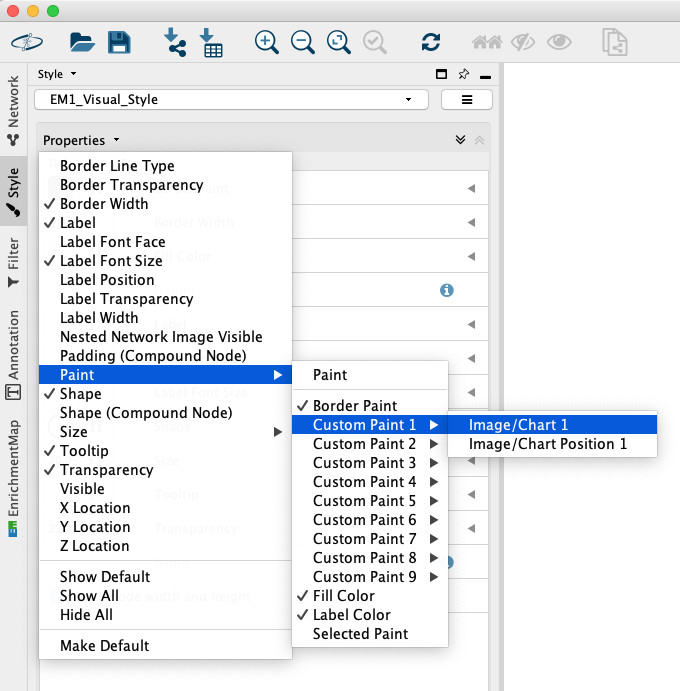 Style
EM1_Visual_Style
Properties
Border Line Type
Border Transparency
Border Width
Label
Label Font Face
Label Font Size
Label Position
Label Transparency
Label Width
Nested Network Image Visible
Padding (Compound Node)
Paint
Shape
Shape (Compound Node)
Size
Tooltip
Transparency
Visible
X Location
Y Location
Z Location
Show Default
Show All
Hide All
Make Default
Paint
Border Paint
Custom Paint 1
Custom Paint 2
Custom Paint 3
Custom Paint 4
Custom Paint 5
Custom Paint 6
Custom Paint 7
Custom Paint 8
Custom Paint 9
Fill Color
Label Color
Selected Paint
Image/Chart 1
Image/Chart Position 1
Network
Style
Filter
Annotation
EnrichmentMap
Border Width
Label Font Size
Shape
Size
Tooltip
Transparency
width and height